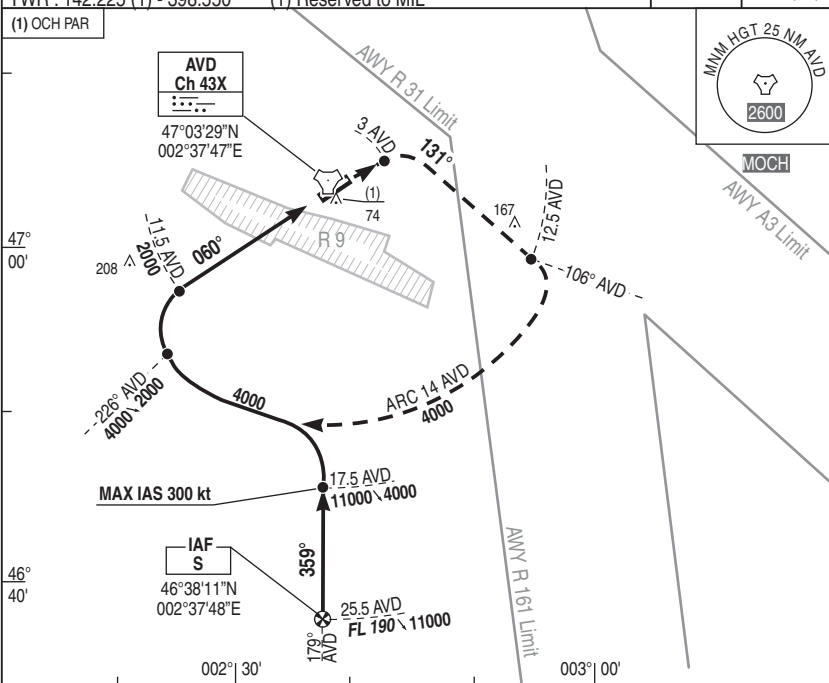 TWR : 142.225 (1) - 398.550 (1) Reserved to MIL
(1) OCH PAR
AVD
Ch 43X
47°03'29"N
002°37'47"E
AWY R 31 Limit
MNM HGT 25 NM AVD
2600
MOCH
AWY A3 Limit
3 AVD
131°
(1)
74
167
12.5 AVD
106° AVD
R 9
47°
00'
208
11.5 AVD
2000
060°
226° AVD
4000↘2000
4000
ARC 14 AVD
4000
MAX IAS 300 kt
17.5 AVD
11000↘4000
359°
IAF
S
46°38'11"N
002°37'48"E
25.5 AVD
FL 190↘11000
179°
AVD
46°
40'
AWY R 161 Limit
002° 30'
003° 00'